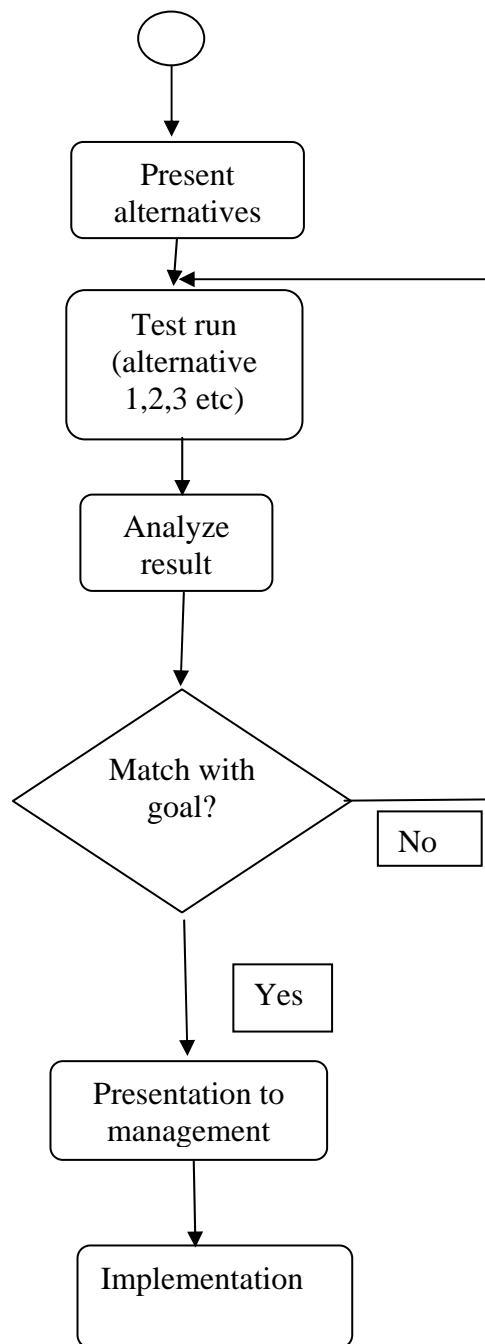 Present
alternatives
Test run
(alternative
1,2,3 etc)
Analyze
result
Match with
goal?
No
Yes
Presentation to
management
Implementation